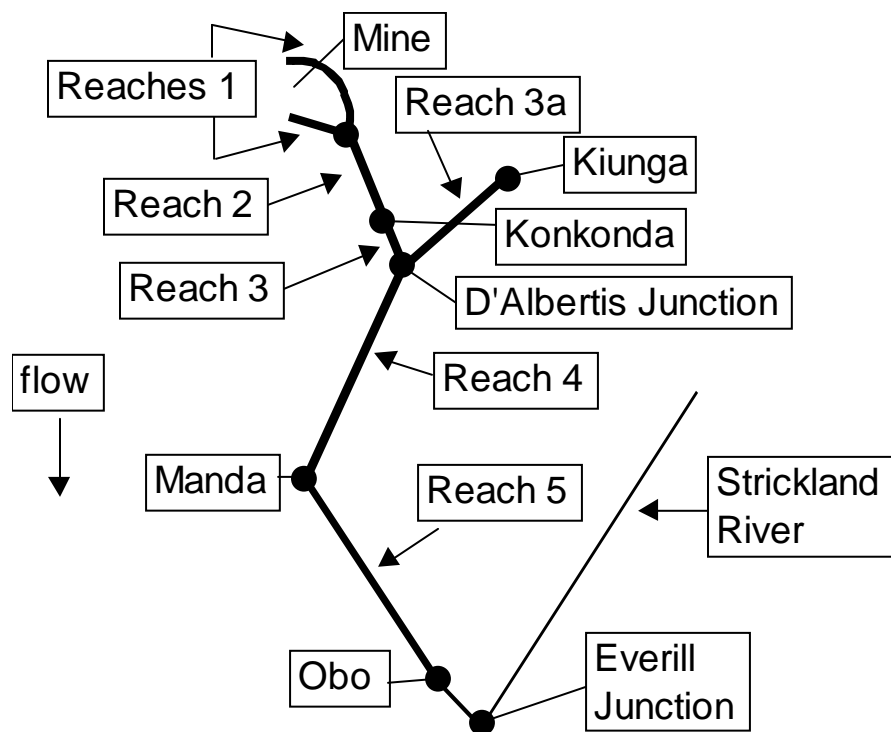 Mine
Reaches 1
Reach 3a
Kiunga
Reach 2
Konkonda
Reach 3
D'Albertis Junction
flow
Reach 4
Manda
Reach 5
Strickland
River
Obo
Everill
Junction